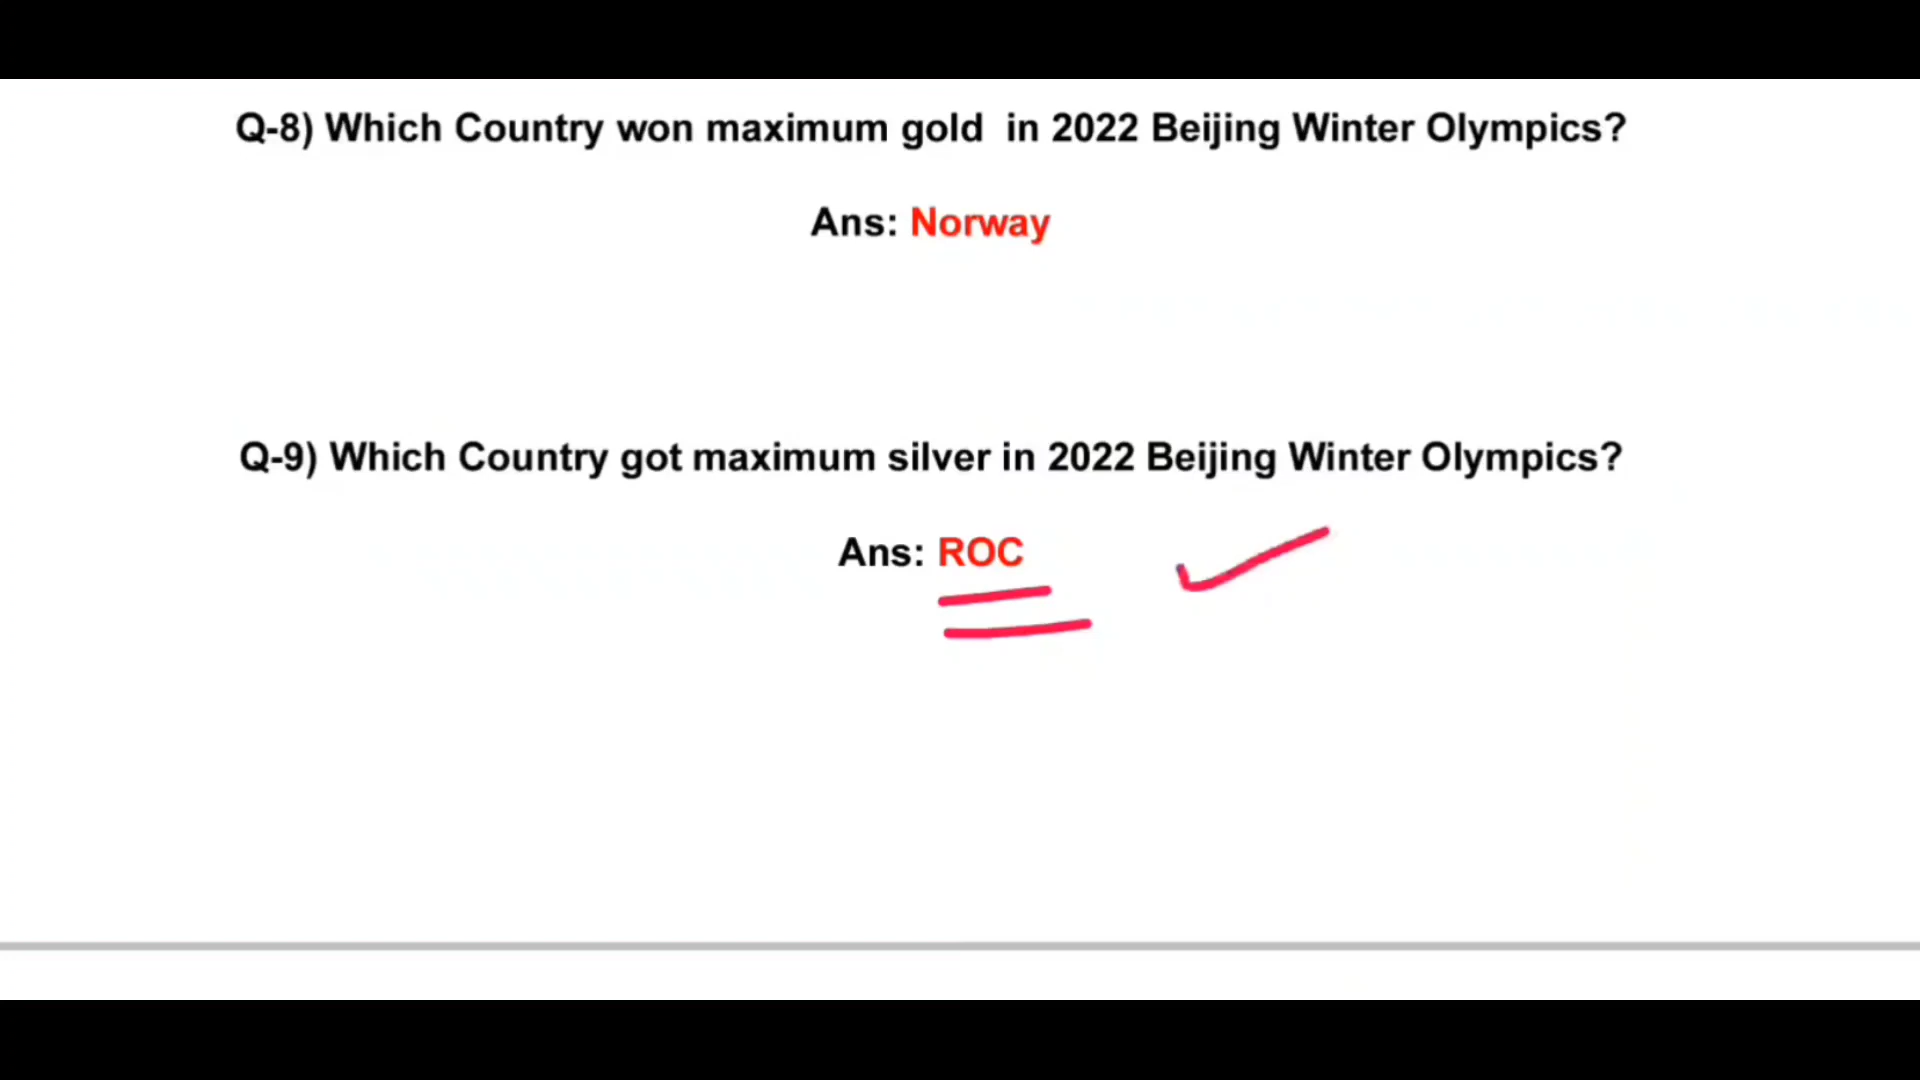 Q-8) Which Country won maximum gold in 2022 Beijing Winter Olympics?
Ans: Norway
Q-9) Which Country got maximum silver in 2022 Beijing Winter Olympics?
Ans: ROC